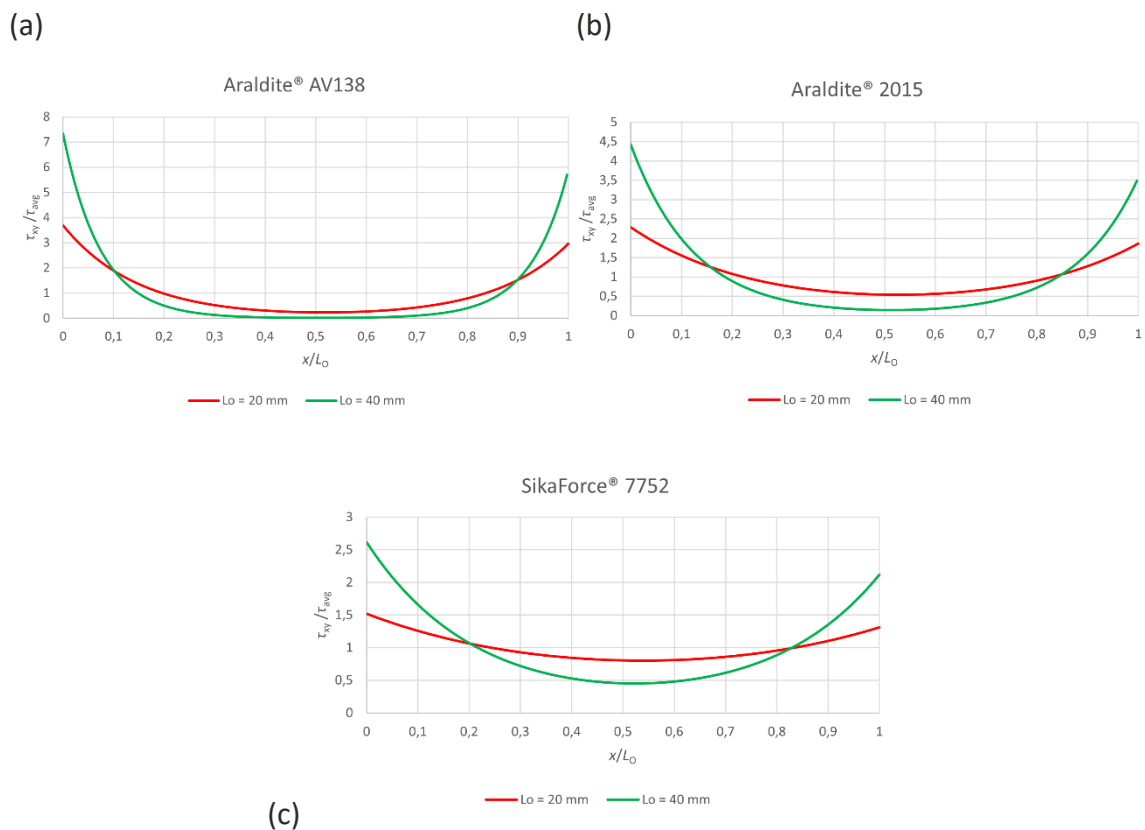 (a)
Araldite® AV138
τxy /τavg
8
7
6
5
4
3
2
1
0
0 0,1 0,2 0,3 0,4 0,5 0,6 0,7 0,8 0,9 1
x/LO
Lo = 20 mm Lo = 40 mm
(b)
Araldite® 2015
τxy /τavg
5
4,5
4
3,5
3
2,5
2
1,5
1
0,5
0
0 0,1 0,2 0,3 0,4 0,5 0,6 0,7 0,8 0,9 1
x/LO
Lo = 20 mm Lo = 40 mm
SikaForce® 7752
τxy /τavg
3
2,5
2
1,5
1
0,5
0
0 0,1 0,2 0,3 0,4 0,5 0,6 0,7 0,8 0,9 1
x/LO
Lo = 20 mm Lo = 40 mm
(c)